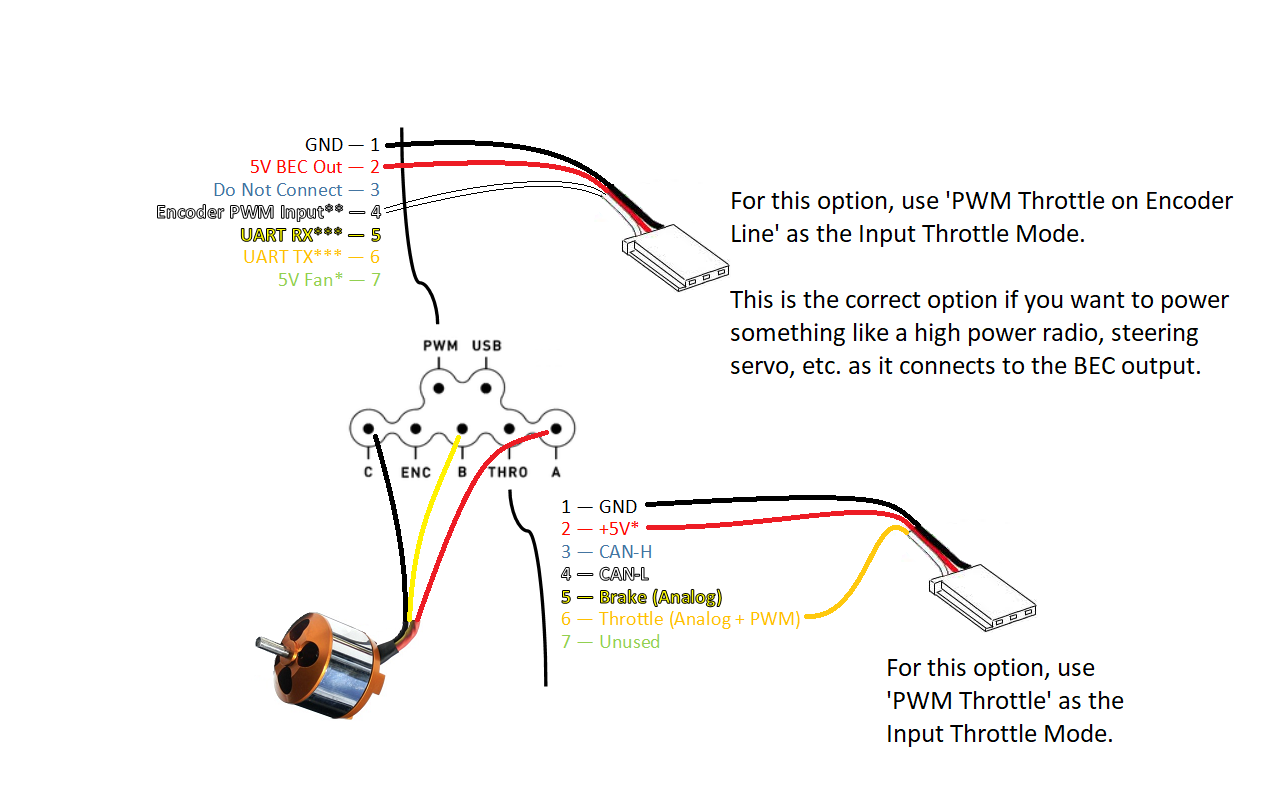 GND — 1
5V BEC Out — 2
Do Not Connect — 3
Encoder PWM Input** — 4
UART RX*** — 5
UART TX*** — 6
5V Fan* — 7
For this option, use 'PWM Throttle on Encoder
Line' as the Input Throttle Mode.
This is the correct option if you want to power
something like a high power radio, steering
servo, etc. as it connects to the BEC output.
PWM USB
C ENC B THRO A
1 — GND
2 — +5V*
3 — CAN-H
4 — CAN-L
5 — Brake (Analog)
6 — Throttle (Analog + PWM)
7 — Unused
For this option, use
'PWM Throttle' as the
Input Throttle Mode.